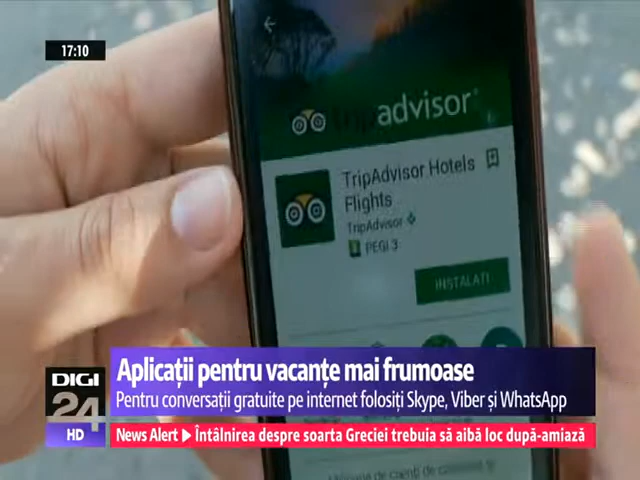 17:10
tripadvisor
TripAdvisor Hotels
Flights
TripAdvisor
PEGI 3
INSTALAȚI
DIGI
24
HD
Aplicații pentru vacanțe mai frumoase
Pentru conversații gratuite pe internet folosiți Skype, Viber și WhatsApp
News Alert ▶ Întâlnirea despre soarta Greciei trebuia să aibă loc după-amiază